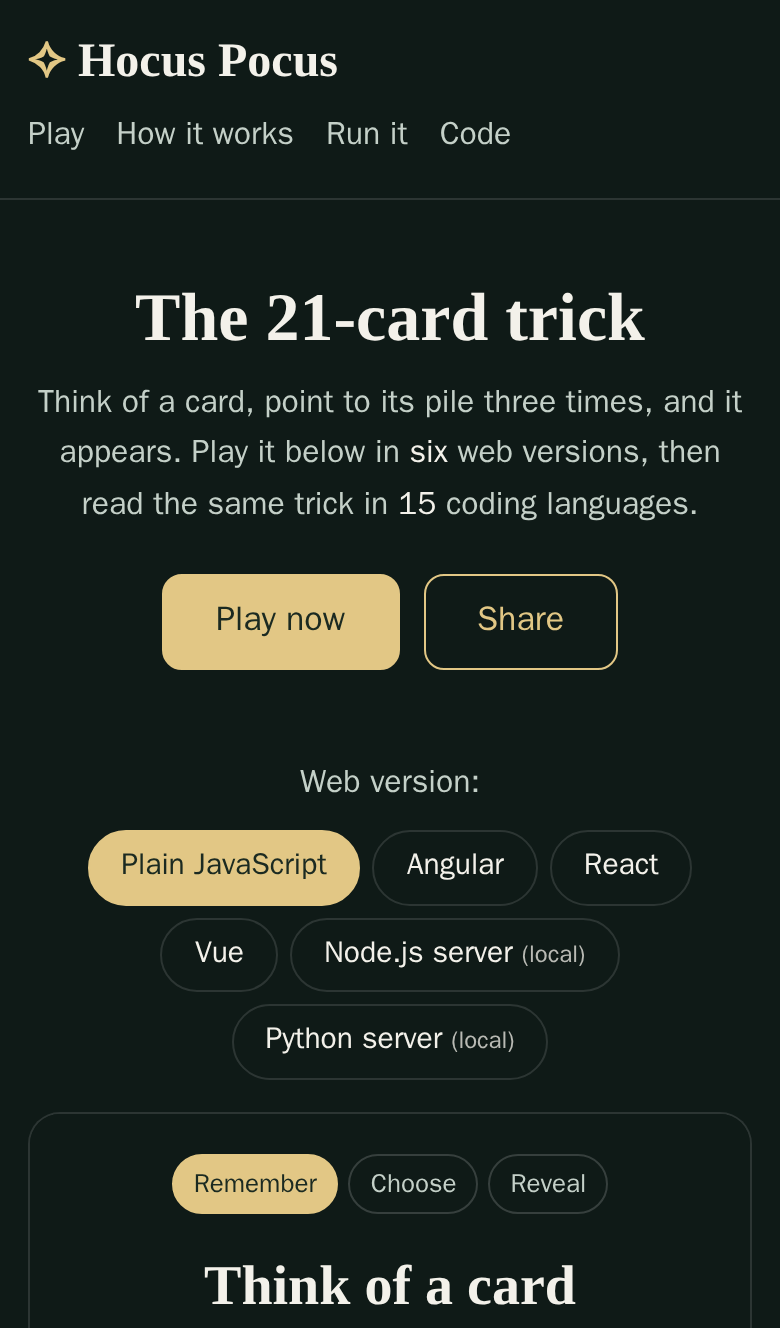 Hocus Pocus
Play How it works Run it Code
The 21-card trick
Think of a card, point to its pile three times, and it
appears. Play it below in six web versions, then
read the same trick in 15 coding languages.
Play now Share
Web version:
Plain JavaScript Angular React
Vue Node.js server (local)
Python server (local)
Remember Choose Reveal
Think of a card